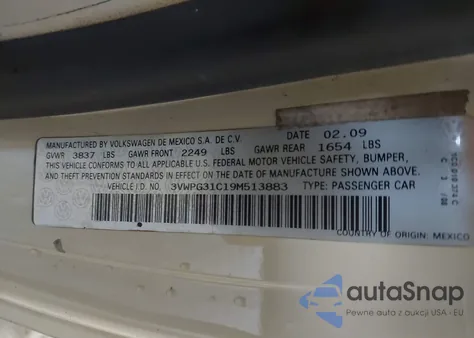 MANUFACTURED BY VOLKSWAGEN DE MEXICO S.A. DE C.V. DATE 02.09
GVWR 3837 LBS GAWR FRONT 2249 LBS GAWR REAR 1654 LBS
THIS VEHICLE CONFORMS TO ALL APPLICABLE U.S. FEDERAL MOTOR VEHICLE SAFETY, BUMPER,
AND THEFT PREVENTION STANDARDS IN EFFECT ON THE DATE OF MANUFACTURE SHOWN ABOVE.
VEHICLE I·D· 3VWPG31C19M513883 TYPE: PASSENGER CAR
COUNTRY OF ORIGIN: MEXICO
autoSnap
Pewne auto z aukcji USA i EU